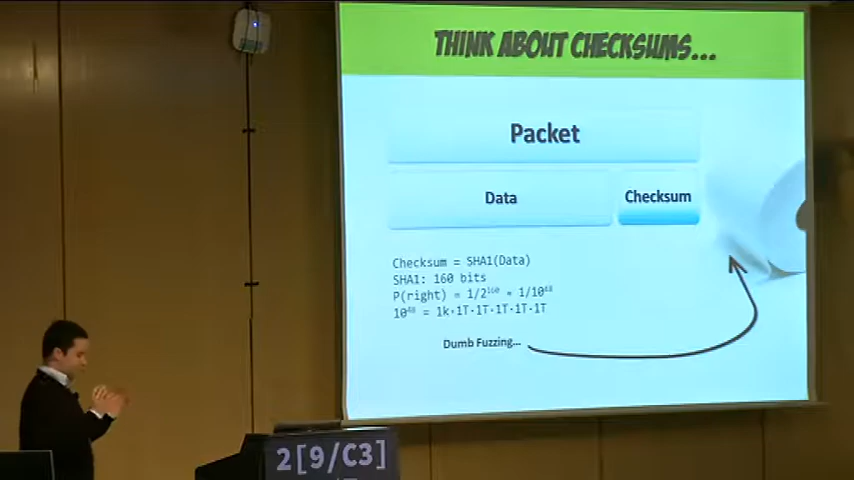 THINK ABOUT CHECKSUMS...
Packet
Data
Checksum
Checksum = SHA1(Data)
SHA1: 160 bits
P(right) = 1/2¹⁶⁰ ≈ 1/10⁴⁸
10⁴⁸ = 1k·1T·1T·1T·1T·1T
Dumb Fuzzing...
2[9/C3]